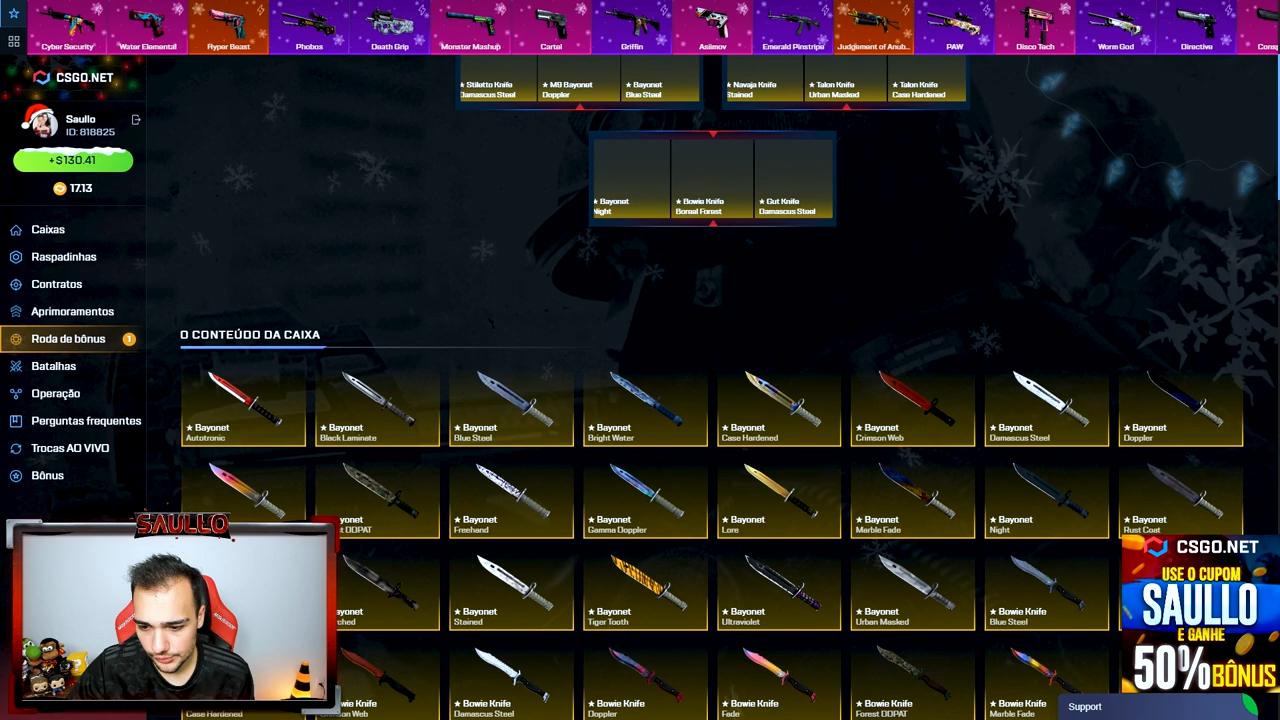 Cyber Security
Water Elemental
Hyper Beast
Phobos
Death Grip
Monster Mashup
Cartel
Griffin
Asiimov
Emerald Pinstripe
Judgement of Anub...
PAW
Disco Tech
Worm God
Directive
CSGO.NET
Saullo
ID: 818825
+$130.41
17.13
Caixas
Raspadinhas
Contratos
Aprimoramentos
Roda de bônus
1
Batalhas
Operação
Perguntas frequentes
Trocas AO VIVO
Bônus
★ Stiletto Knife
Damascus Steel
★ M9 Bayonet
Doppler
★ Bayonet
Blue Steel
★ Navaja Knife
Stained
★ Talon Knife
Urban Masked
★ Talon Knife
Case Hardened
★ Bayonet
Night
★ Bowie Knife
Boreal Forest
★ Gut Knife
Damascus Steel
O CONTEÚDO DA CAIXA
★ Bayonet
Autotronic
★ Bayonet
Black Laminate
★ Bayonet
Blue Steel
★ Bayonet
Bright Water
★ Bayonet
Case Hardened
★ Bayonet
Crimson Web
★ Bayonet
Damascus Steel
★ Bayonet
Doppler
★ Bayonet
Freehand
★ Bayonet
Gamma Doppler
★ Bayonet
Lore
★ Bayonet
Marble Fade
★ Bayonet
Night
★ Bayonet
Rust Coat
★ Bayonet
Stained
★ Bayonet
Tiger Tooth
★ Bayonet
Ultraviolet
★ Bayonet
Urban Masked
★ Bowie Knife
Blue Steel
Case Hardened
Bowie Knife
Web
★ Bowie Knife
Damascus Steel
★ Bowie Knife
Doppler
★ Bowie Knife
Fade
★ Bowie Knife
Forest DDPAT
★ Bowie Knife
Marble Fade
SAULLO
CSGO.NET
USE O CUPOM
SAULLO
E GANHE
50% BÔNUS
Support